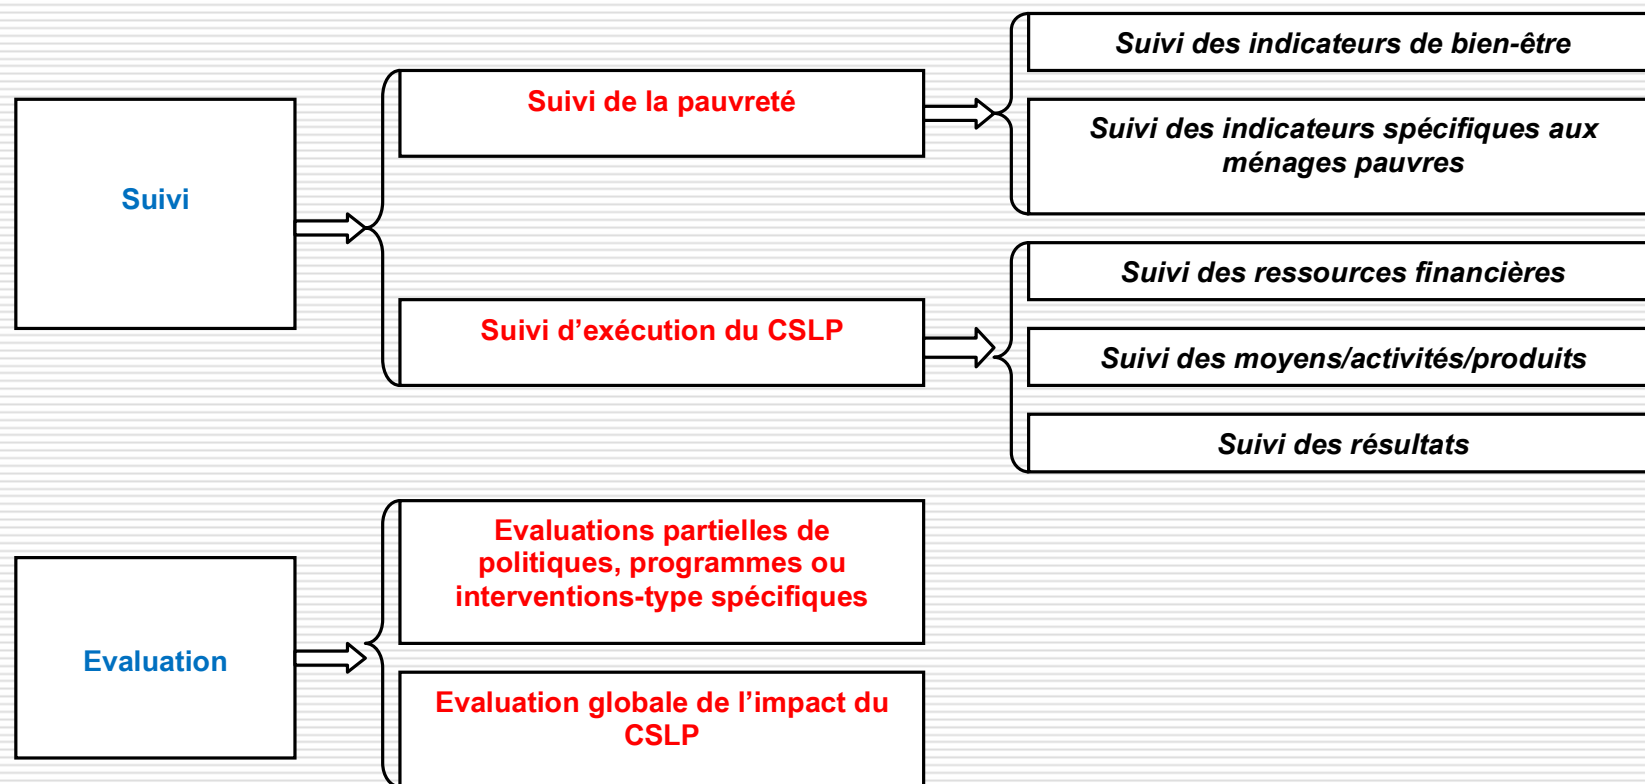 Suivi
Suivi de la pauvreté
Suivi des indicateurs de bien-être
Suivi des indicateurs spécifiques aux
ménages pauvres
Suivi d’exécution du CSLP
Suivi des ressources financières
Suivi des moyens/activités/produits
Suivi des résultats
Evaluation
Evaluations partielles de
politiques, programmes ou
interventions-type spécifiques
Evaluation globale de l’impact du
CSLP